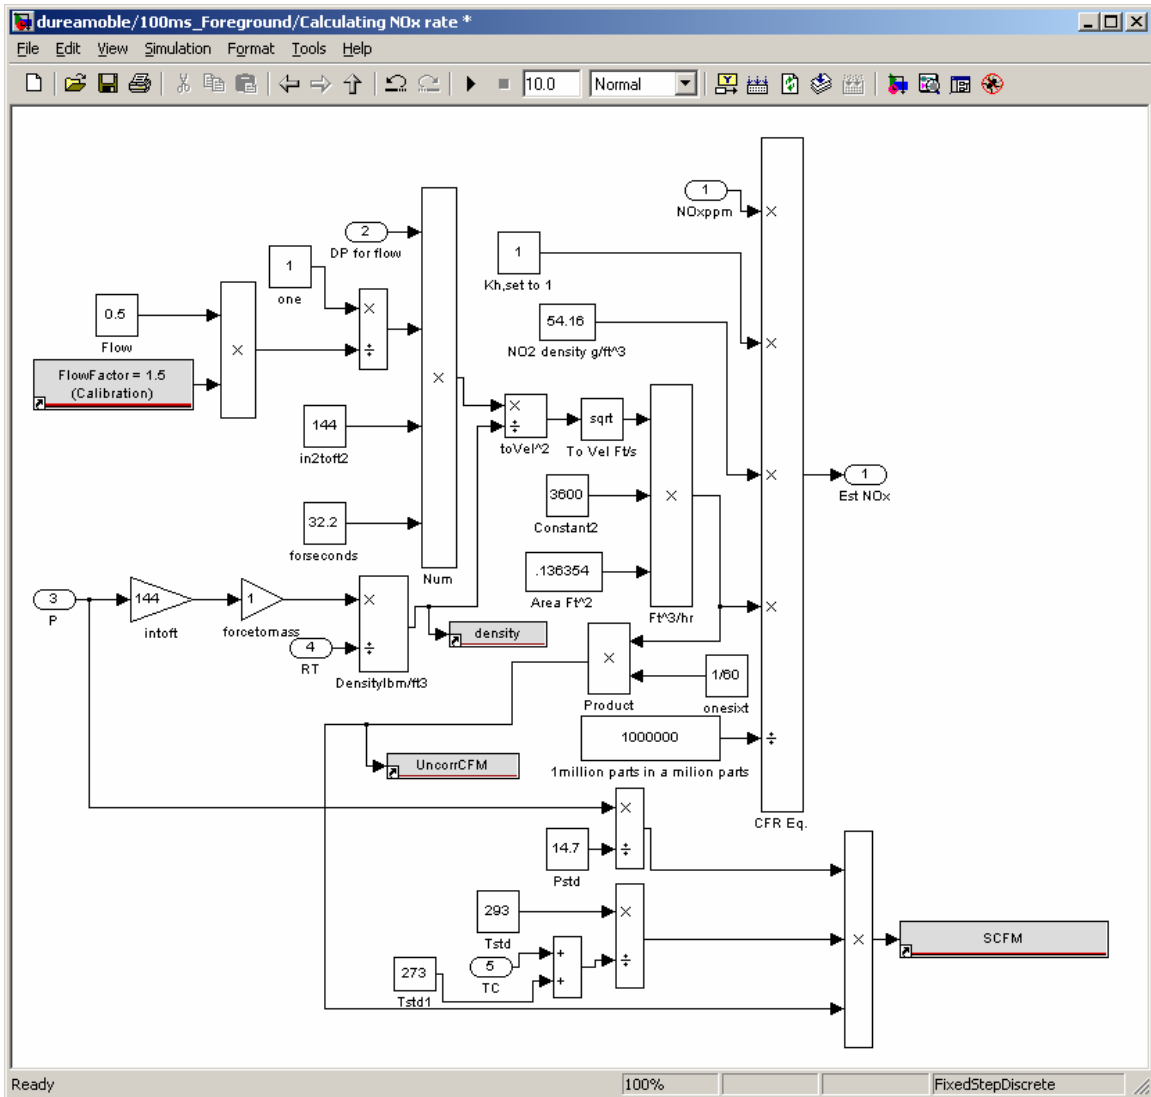 dureamoble/100ms_Foreground/Calculating NOx rate *
File Edit View Simulation Format Tools Help
10.0 Normal
1
NOxppm
2
DP for flow
1
one
1
Kh,set to 1
0.5
Flow
54.16
NO2 density g/ft^3
FlowFactor = 1.5
(Calibration)
144
in2toft2
toVel^2
sqrt
To Vel Ft/s
3600
Constant2
1
Est NOx
32.2
forseconds
Num
.136354
Area Ft^2
Ft^3/hr
3
P
144
intoft
1
forcetomass
4
RT
Densitylbm/ft3
density
Product
1/60
onesixt
1000000
1million parts in a milion parts
UncorrCFM
CFR Eq.
14.7
Pstd
293
Tstd
5
TC
273
Tstd1
SCFM
Ready 100% FixedStepDiscrete